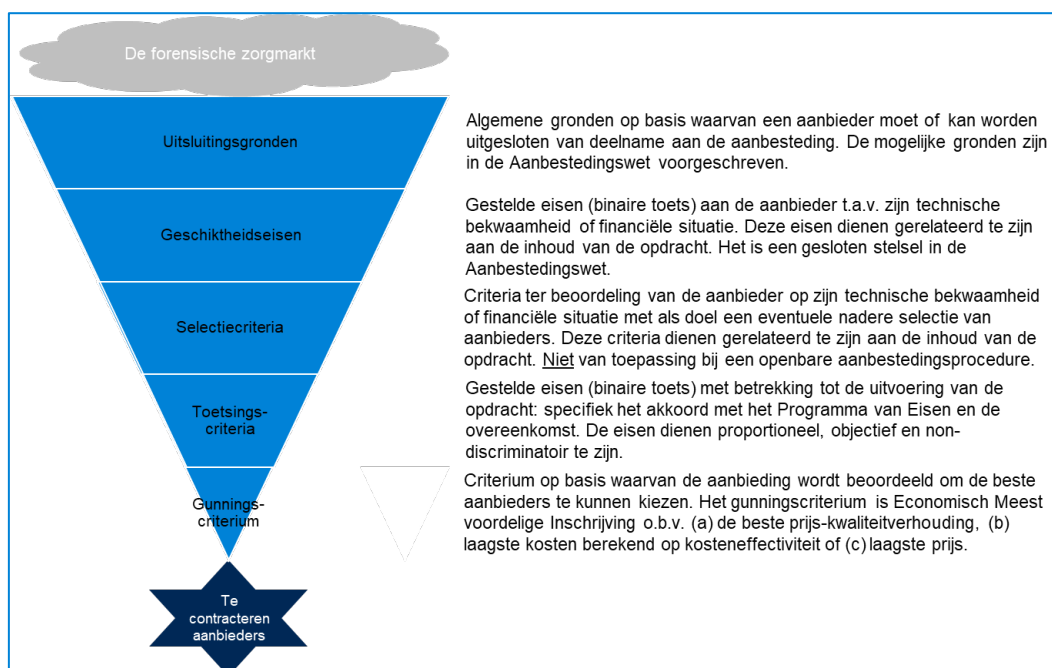 De forensische zorgmarkt
Uitsluitingsgronden
Algemene gronden op basis waarvan een aanbieder moet of kan worden
uitgesloten van deelname aan de aanbesteding. De mogelijke gronden zijn
in de Aanbestedingswet voorgeschreven.
Geschiktheidseisen
Gestelde eisen (binaire toets) aan de aanbieder t.a.v. zijn technische
bekwaamheid of financiële situatie. Deze eisen dienen gerelateerd te zijn
aan de inhoud van de opdracht. Het is een gesloten stelsel in de
Aanbestedingswet.
Selectiecriteria
Criteria ter beoordeling van de aanbieder op zijn technische bekwaamheid
of financiële situatie met als doel een eventuele nadere selectie van
aanbieders. Deze criteria dienen gerelateerd te zijn aan de inhoud van de
opdracht. Niet van toepassing bij een openbare aanbestedingsprocedure.
Toetsings-
criteria
Gestelde eisen (binaire toets) met betrekking tot de uitvoering van de
opdracht: specifiek het akkoord met het Programma van Eisen en de
overeenkomst. De eisen dienen proportioneel, objectief en non-
discriminatoir te zijn.
Gunnings-
criterium
Criterium op basis waarvan de aanbieding wordt beoordeeld om de beste
aanbieders te kunnen kiezen. Het gunningscriterium is Economisch Meest
voordelige Inschrijving o.b.v. (a) de beste prijs-kwaliteitverhouding, (b)
laagste kosten berekend op kosteneffectiviteit of (c) laagste prijs.
Te
contracteren
aanbieders